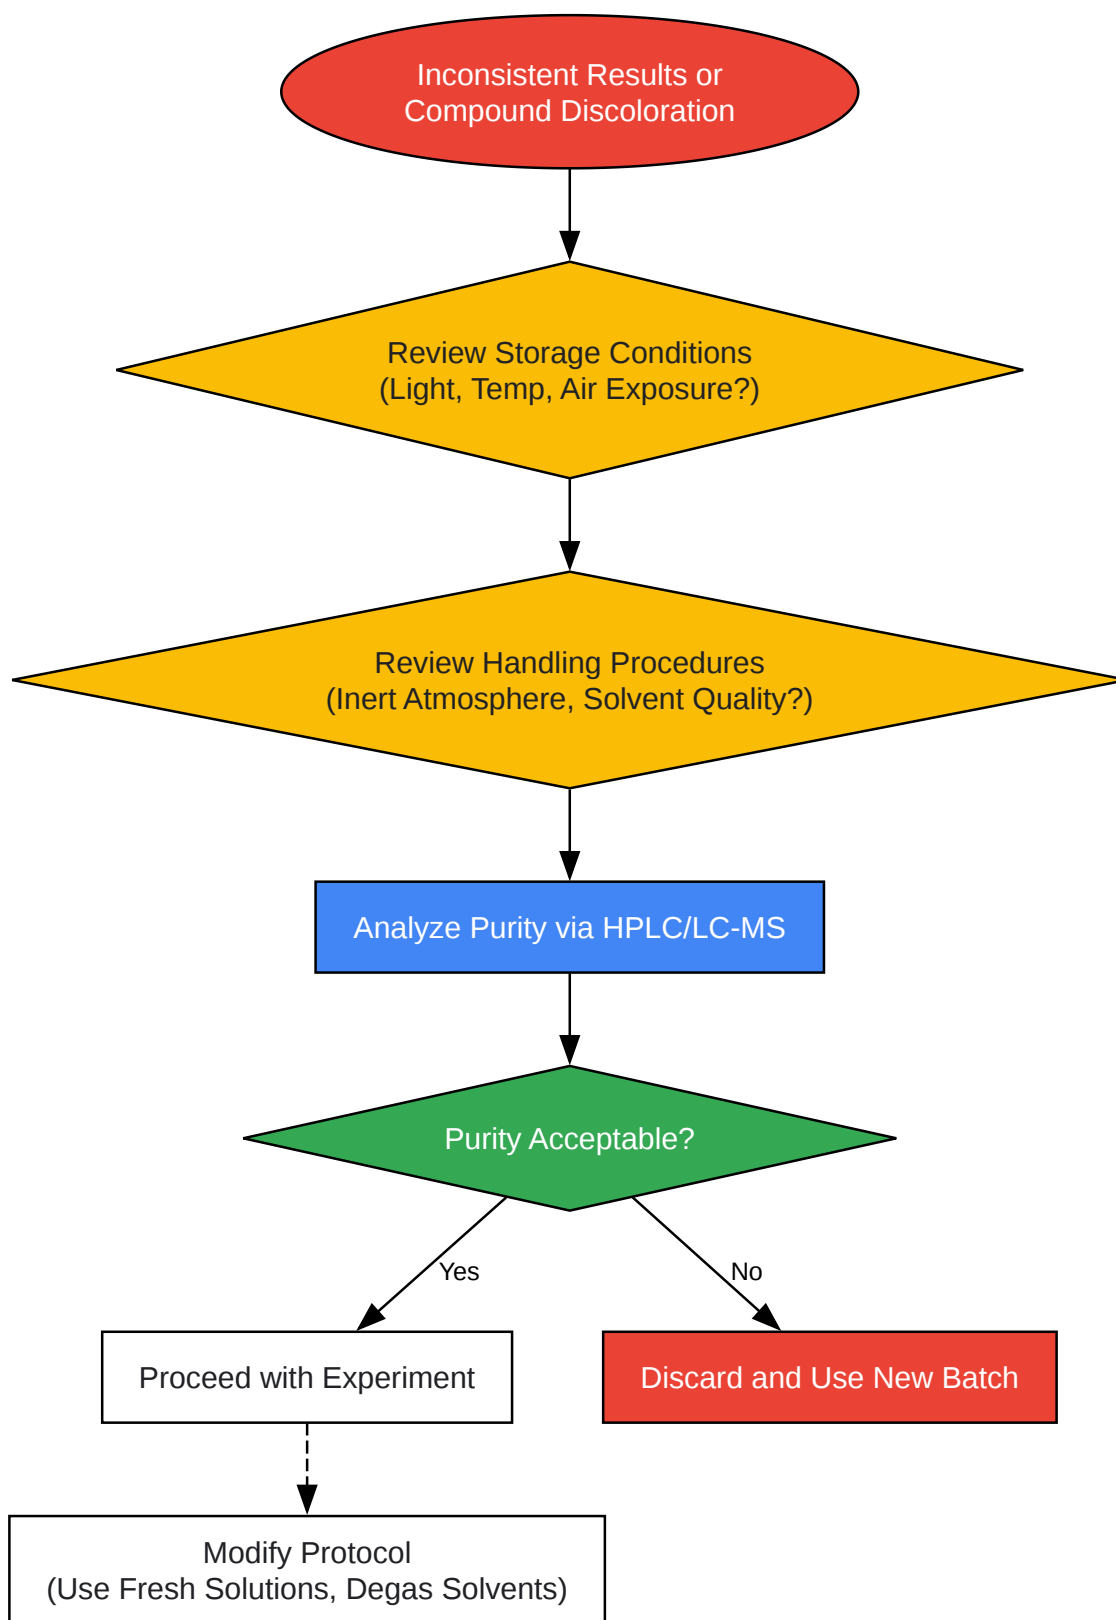 Inconsistent Results or
Compound Discoloration
Review Storage Conditions
(Light, Temp, Air Exposure?)
Review Handling Procedures
(Inert Atmosphere, Solvent Quality?)
Analyze Purity via HPLC/LC-MS
Purity Acceptable?
Yes
No
Proceed with Experiment
Discard and Use New Batch
Modify Protocol
(Use Fresh Solutions, Degas Solvents)